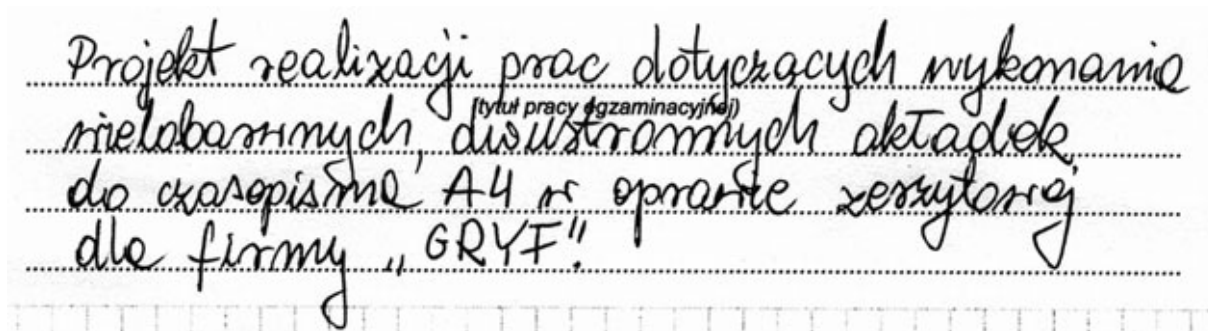 Projekt realizacji prac dotyczących wykonania
(tytuł pracy egzaminacyjnej)
wielobarwnych, dwustronnych okładek
do czasopisma A4 w oprawie zeszytowej
dla firmy „GRYF".